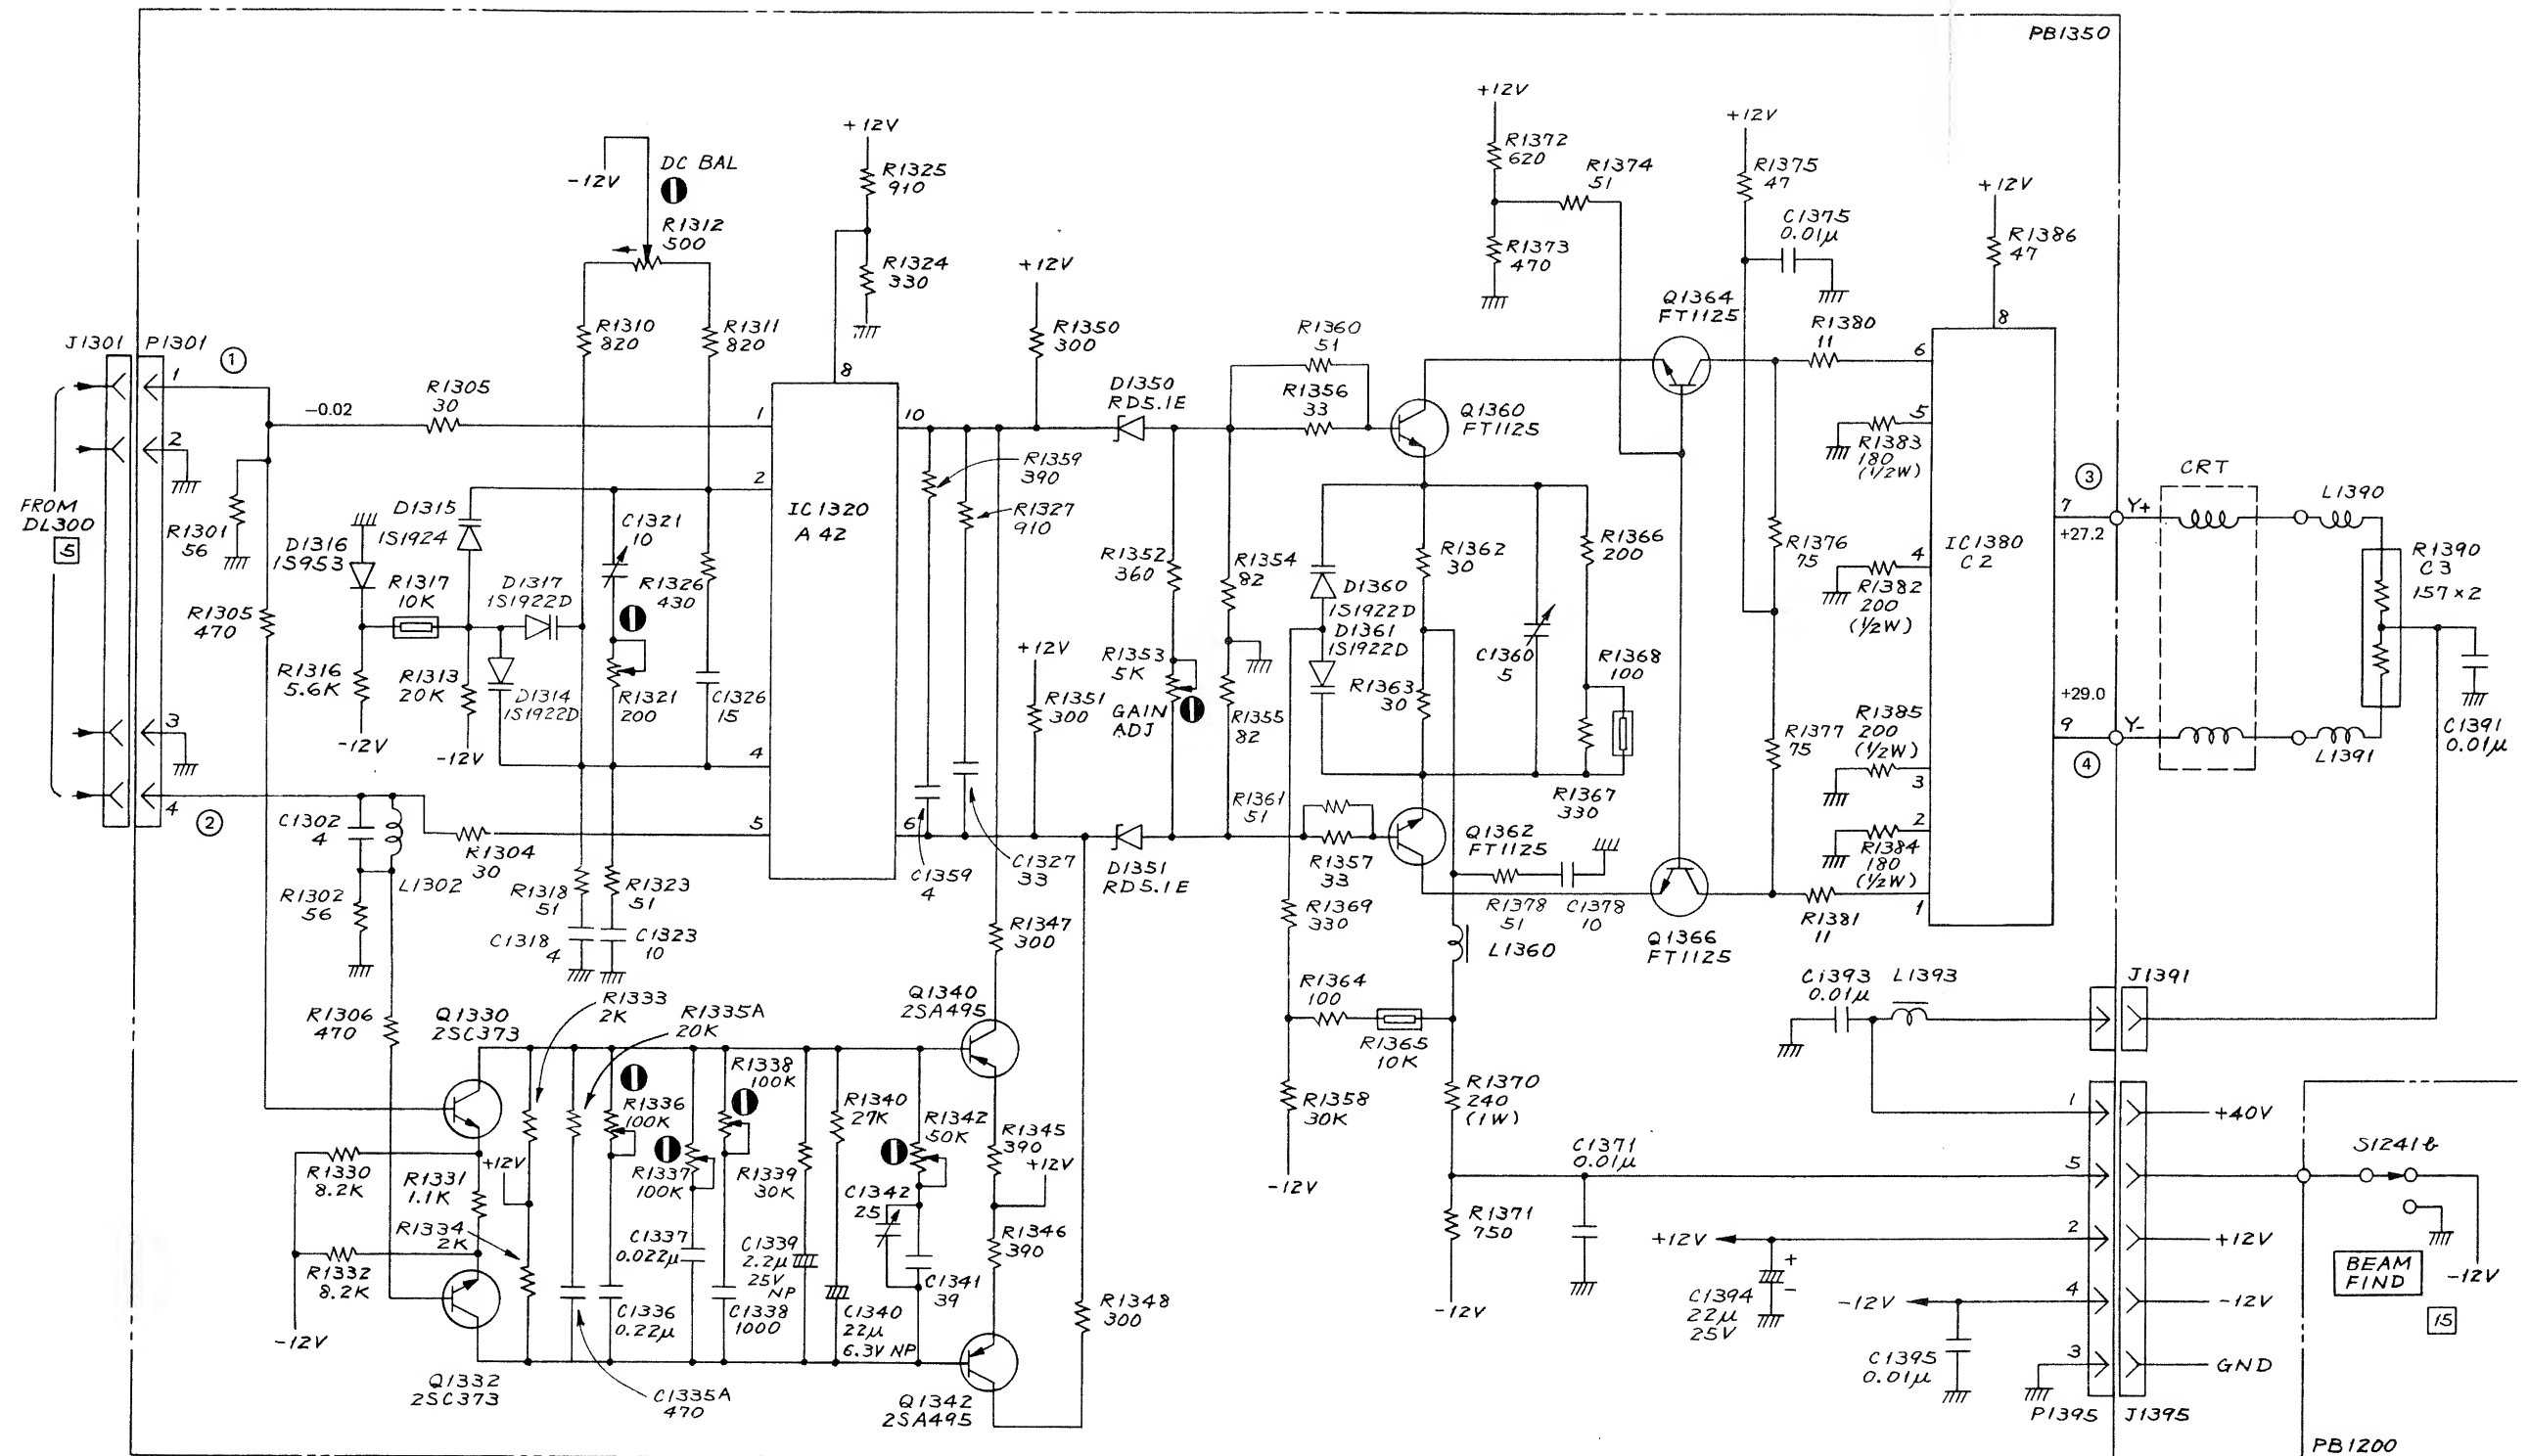 PB1350
+12V
R1372
620
R1374
51
+12V
R1375
47
C1375
0.01µ
R1373
470
+12V
R1386
47
-12V
DC BAL
R1312
500
+12V
R1325
910
R1324
330
+12V
R1350
300
R1310
820
R1311
820
Q1364
FT1125
R1380
11
R1360
51
R1356
33
D1350
RD5.1E
Q1360
FT1125
J1301
P1301
1
①
2
3
4
②
FROM
DL300
5
R1305
30
-0.02
R1301
56
D1316
1S953
D1315
1S1924
R1317
10K
D1317
1S1922D
C1321
10
R1326
430
R1305
470
R1316
5.6K
-12V
R1313
20K
-12V
D1314
1S1922D
R1321
200
C1326
15
1
2
4
5
8
10
6
IC1320
A42
R1359
390
R1327
910
+12V
R1351
300
R1352
360
R1353
5K
GAIN
ADJ
R1354
82
R1355
82
D1360
1S1922D
D1361
1S1922D
R1362
30
R1363
30
R1366
200
C1360
5
R1368
100
R1367
330
R1376
75
R1377
75
8
6
5
R1383
180
(1/2W)
4
R1382
200
(1/2W)
R1385
200
(1/2W)
3
2
R1384
180
(1/2W)
1
IC1380
C2
7
9
③
+27.2
+29.0
④
Y+
Y-
CRT
L1390
L1391
R1390
C3
157×2
C1391
0.01µ
C1302
4
L1302
R1302
56
R1304
30
R1318
51
R1323
51
C1318
4
C1323
10
C1359
4
C1327
33
D1351
RD5.1E
R1361
51
R1357
33
Q1362
FT1125
R1378
51
C1378
10
Q1366
FT1125
R1381
11
R1369
330
L1360
R1347
300
R1364
100
R1365
10K
R1358
30K
-12V
R1370
240
(1W)
R1371
750
-12V
C1371
0.01µ
R1306
470
Q1330
2SC373
R1333
2K
R1335A
20K
Q1340
2SA495
R1336
100K
R1338
100K
R1337
100K
R1339
30K
R1340
27K
R1342
50K
R1345
390
+12V
R1346
390
R1330
8.2K
R1331
1.1K
+12V
R1334
2K
R1332
8.2K
-12V
C1342
25
C1337
0.022µ
C1339
2.2µ
25V
NP
C1341
39
C1336
0.22µ
C1338
1000
C1340
22µ
6.3V NP
R1348
300
Q1332
2SC373
C1335A
470
Q1342
2SA495
C1393
0.01µ
L1393
J1391
1
+40V
5
2
+12V
+12V
4
-12V
-12V
3
GND
C1394
22µ
25V
+
-
C1395
0.01µ
P1395
J1395
S1241b
BEAM
FIND
-12V
15
PB1200